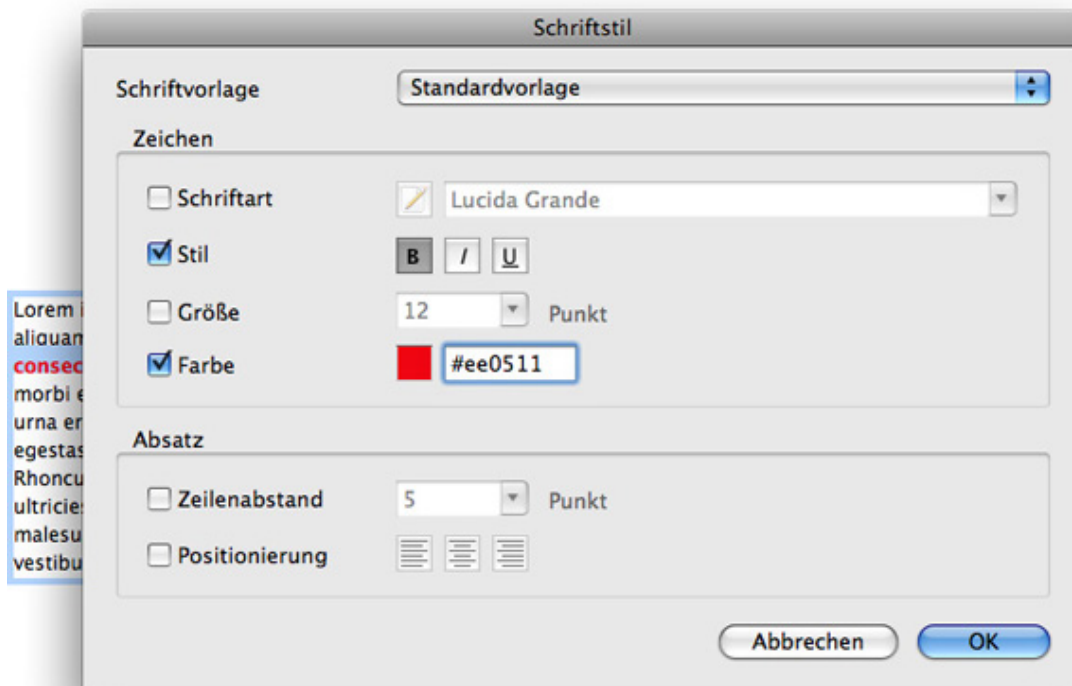 Schriftstil
Schriftvorlage Standardvorlage
Zeichen
Schriftart Lucida Grande
Stil B I U
Größe 12 Punkt
Farbe #ee0511
Absatz
Zeilenabstand 5 Punkt
Positionierung
Abbrechen OK
Lorem i
aliquam
consec
morbi e
urna er
egestas
Rhoncu
ultricies
malesu
vestibu